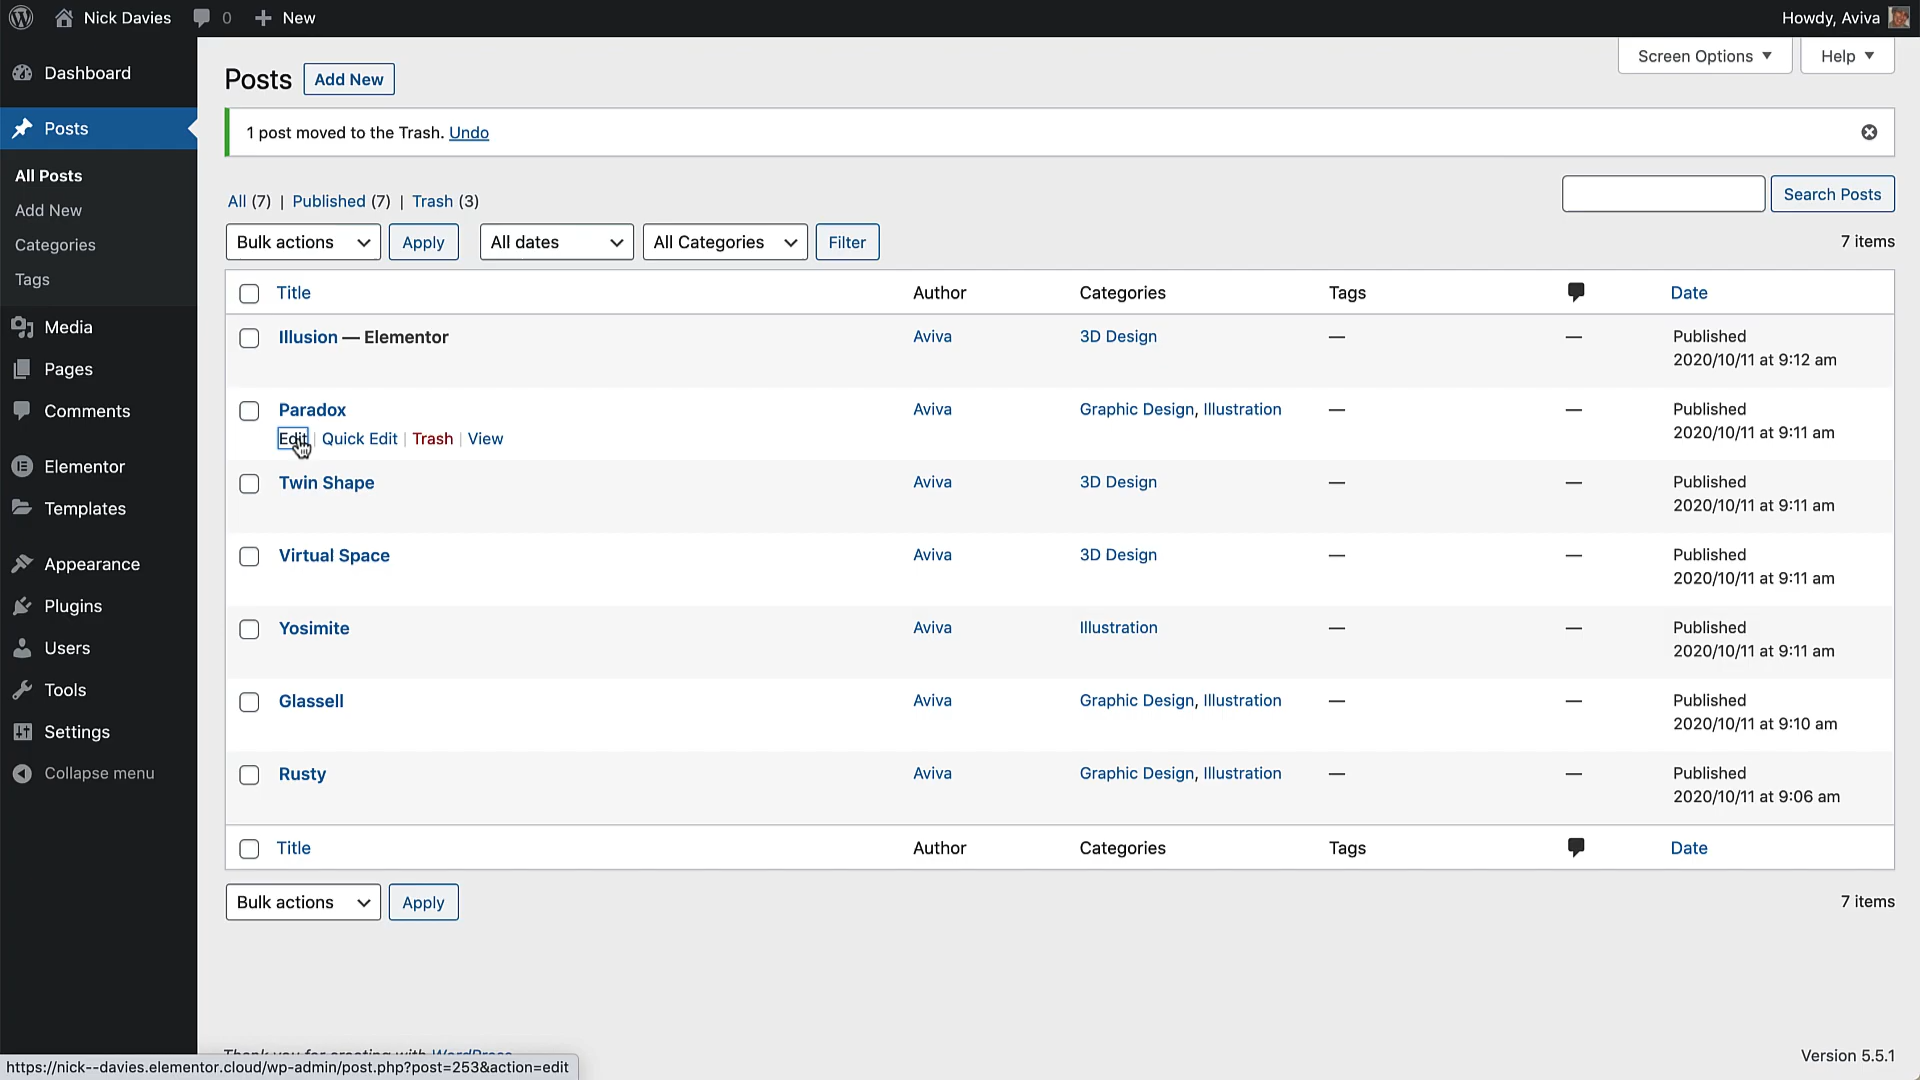 Nick Davies 0 New Howdy, Aviva
Screen Options Help
Dashboard
Posts
All Posts
Add New
Categories
Tags
Media
Pages
Comments
Elementor
Templates
Appearance
Plugins
Users
Tools
Settings
Collapse menu
Posts Add New
1 post moved to the Trash. Undo
All (7) | Published (7) | Trash (3)
Search Posts
Bulk actions Apply All dates All Categories Filter 7 items
Title Author Categories Tags Date
Illusion — Elementor Aviva 3D Design — — Published
2020/10/11 at 9:12 am
Paradox Aviva Graphic Design, Illustration — — Published
2020/10/11 at 9:11 am
Edit | Quick Edit | Trash | View
Twin Shape Aviva 3D Design — — Published
2020/10/11 at 9:11 am
Virtual Space Aviva 3D Design — — Published
2020/10/11 at 9:11 am
Yosimite Aviva Illustration — — Published
2020/10/11 at 9:11 am
Glassell Aviva Graphic Design, Illustration — — Published
2020/10/11 at 9:10 am
Rusty Aviva Graphic Design, Illustration — — Published
2020/10/11 at 9:06 am
Title Author Categories Tags Date
Bulk actions Apply 7 items
Thank you for creating with WordPress
Version 5.5.1
https://nick--davies.elementor.cloud/wp-admin/post.php?post=253&action=edit